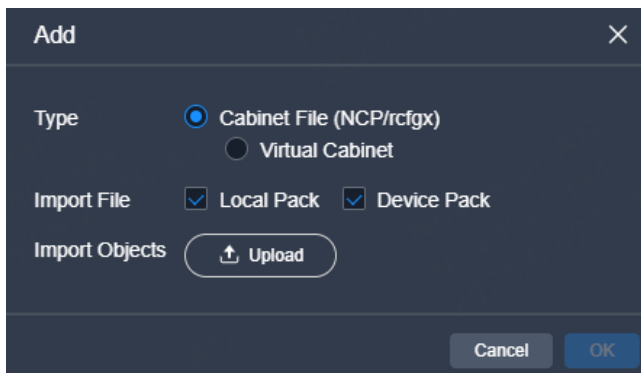 Add
Type Cabinet File (NCP/rcfgx)
Virtual Cabinet
Import File Local Pack Device Pack
Import Objects Upload
Cancel OK